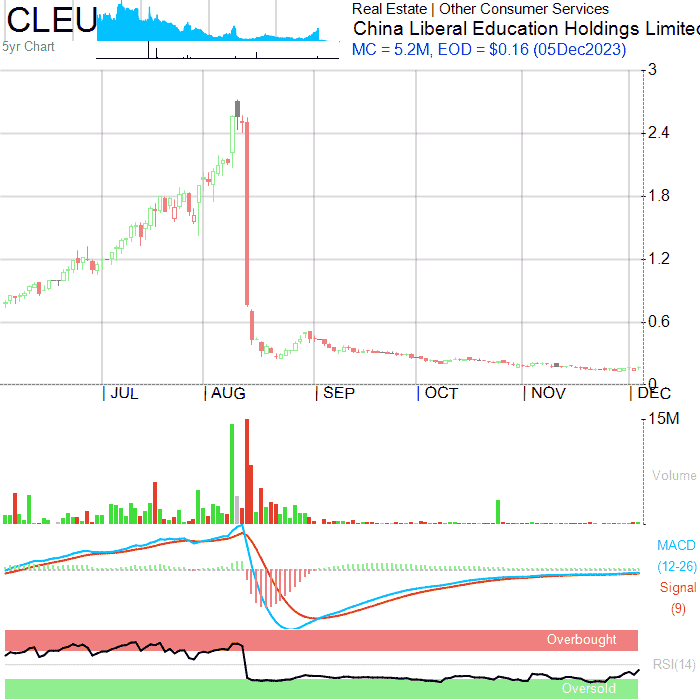 CLEU
5yr Chart
Real Estate | Other Consumer Services
China Liberal Education Holdings Limited
MC = 5.2M, EOD = $0.16 (05Dec2023)
3
2.4
1.8
1.2
0.6
0
JUL AUG SEP OCT NOV DEC
15M
Volume
MACD
(12-26)
Signal
(9)
Overbought
RSI(14)
Oversold